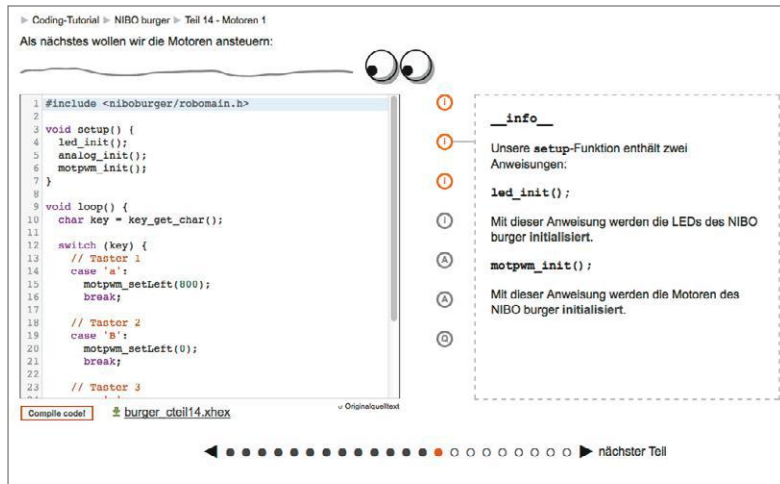 ▶ Coding-Tutorial ▶ NIBO burger ▶ Teil 14 - Motoren 1
Als nächstes wollen wir die Motoren ansteuern:
1 #include <niboburger/robomain.h>
2
3 void setup() {
4 led_init();
5 analog_init();
6 motpwm_init();
7 }
8
9 void loop() {
10 char key = key_get_char();
11
12 switch (key) {
13 // Taster 1
14 case 'a':
15 motpwm_setLeft(800);
16 break;
17
18 // Taster 2
19 case 'B':
20 motpwm_setLeft(0);
21 break;
22
23 // Taster 3
Compile code!
burger_cteil14.xhex
Originalquelltext
I
I
I
I
A
A
Q
__info__
Unsere setup-Funktion enthält zwei
Anweisungen:
led_init();
Mit dieser Anweisung werden die LEDs des NIBO
burger initialisiert.
motpwm_init();
Mit dieser Anweisung werden die Motoren des
NIBO burger initialisiert.
nächster Teil